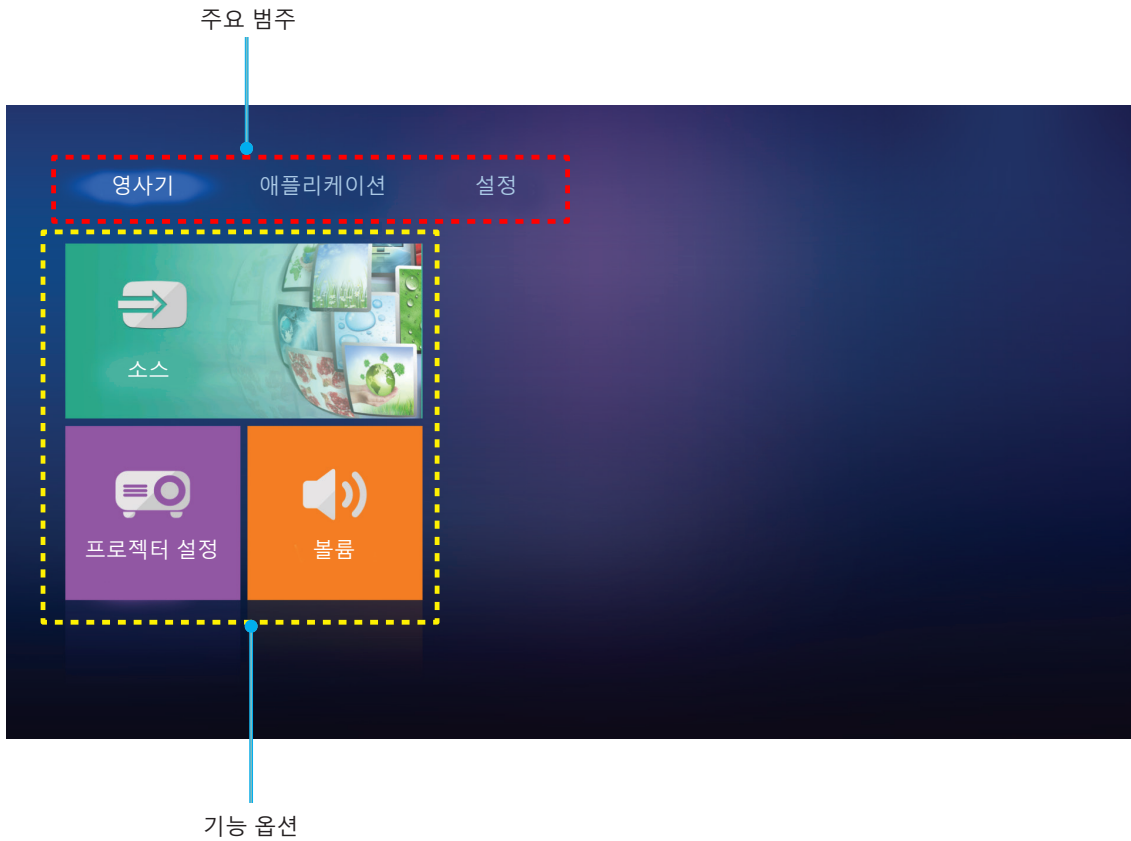 주요 범주
영사기 애플리케이션 설정
소스
프로젝터 설정 볼륨
기능 옵션